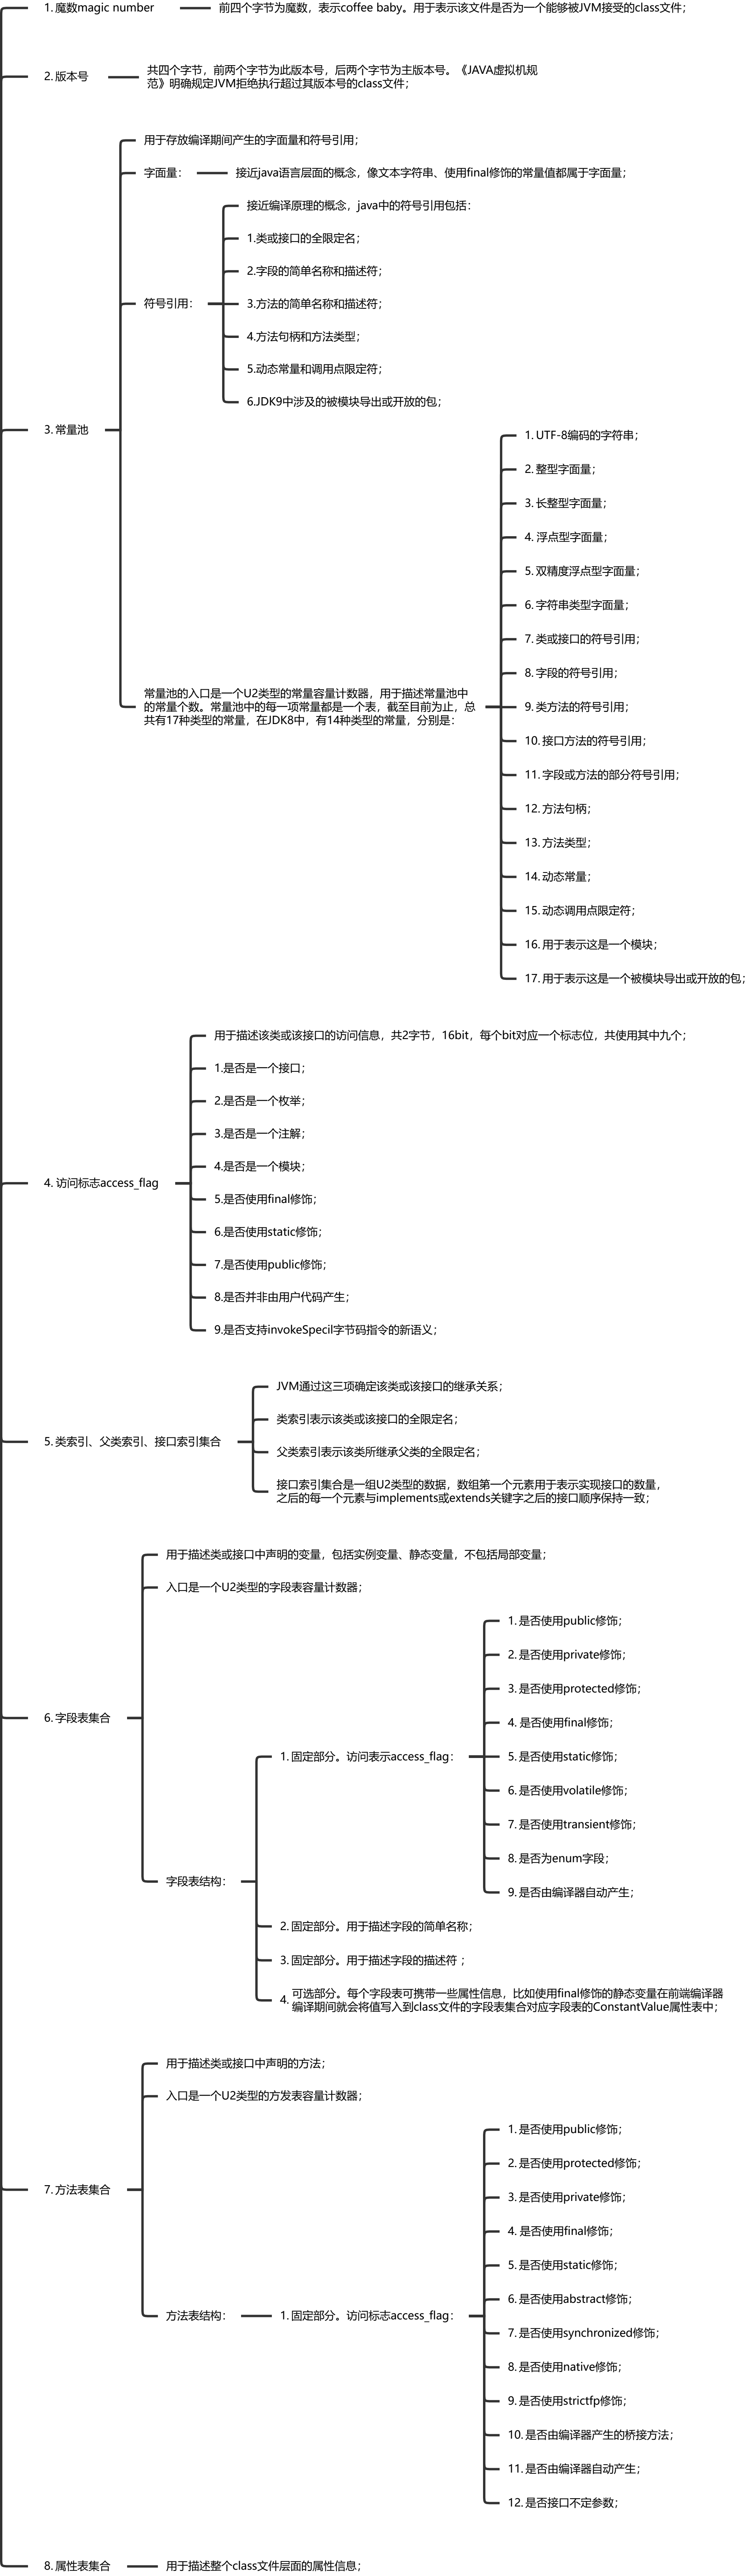 1. 魔数magic number
前四个字节为魔数，表示coffee baby。用于表示该文件是否为一个能够被JVM接受的class文件；
2. 版本号
共四个字节，前两个字节为此版本号，后两个字节为主版本号。《JAVA虚拟机规
范》明确规定JVM拒绝执行超过其版本号的class文件；
3. 常量池
用于存放编译期间产生的字面量和符号引用；
字面量：
接近java语言层面的概念，像文本字符串、使用final修饰的常量值都属于字面量；
符号引用：
接近编译原理的概念，java中的符号引用包括：
1.类或接口的全限定名；
2.字段的简单名称和描述符；
3.方法的简单名称和描述符；
4.方法句柄和方法类型；
5.动态常量和调用点限定符；
6.JDK9中涉及的被模块导出或开放的包；
常量池的入口是一个U2类型的常量容量计数器，用于描述常量池中
的常量个数。常量池中的每一项常量都是一个表，截至目前为止，总
共有17种类型的常量，在JDK8中，有14种类型的常量，分别是：
1. UTF-8编码的字符串；
2. 整型字面量；
3. 长整型字面量；
4. 浮点型字面量；
5. 双精度浮点型字面量；
6. 字符串类型字面量；
7. 类或接口的符号引用；
8. 字段的符号引用；
9. 类方法的符号引用；
10. 接口方法的符号引用；
11. 字段或方法的部分符号引用；
12. 方法句柄；
13. 方法类型；
14. 动态常量；
15. 动态调用点限定符；
16. 用于表示这是一个模块；
17. 用于表示这是一个被模块导出或开放的包；
4. 访问标志access_flag
用于描述该类或该接口的访问信息，共2字节，16bit，每个bit对应一个标志位，共使用其中九个；
1.是否是一个接口；
2.是否是一个枚举；
3.是否是一个注解；
4.是否是一个模块；
5.是否使用final修饰；
6.是否使用static修饰；
7.是否使用public修饰；
8.是否并非由用户代码产生；
9.是否支持invokeSpecil字节码指令的新语义；
5. 类索引、父类索引、接口索引集合
JVM通过这三项确定该类或该接口的继承关系；
类索引表示该类或该接口的全限定名；
父类索引表示该类所继承父类的全限定名；
接口索引集合是一组U2类型的数据，数组第一个元素用于表示实现接口的数量，
之后的每一个元素与implements或extends关键字之后的接口顺序保持一致；
6. 字段表集合
用于描述类或接口中声明的变量，包括实例变量、静态变量，不包括局部变量；
入口是一个U2类型的字段表容量计数器；
字段表结构：
1. 固定部分。访问表示access_flag：
1. 是否使用public修饰；
2. 是否使用private修饰；
3. 是否使用protected修饰；
4. 是否使用final修饰；
5. 是否使用static修饰；
6. 是否使用volatile修饰；
7. 是否使用transient修饰；
8. 是否为enum字段；
9. 是否由编译器自动产生；
2. 固定部分。用于描述字段的简单名称；
3. 固定部分。用于描述字段的描述符 ；
4. 可选部分。每个字段表可携带一些属性信息，比如使用final修饰的静态变量在前端编译器
编译期间就会将值写入到class文件的字段表集合对应字段表的ConstantValue属性表中；
7. 方法表集合
用于描述类或接口中声明的方法；
入口是一个U2类型的方发表容量计数器；
方法表结构：
1. 固定部分。访问标志access_flag：
1. 是否使用public修饰；
2. 是否使用protected修饰；
3. 是否使用private修饰；
4. 是否使用final修饰；
5. 是否使用static修饰；
6. 是否使用abstract修饰；
7. 是否使用synchronized修饰；
8. 是否使用native修饰；
9. 是否使用strictfp修饰；
10. 是否由编译器产生的桥接方法；
11. 是否由编译器自动产生；
12. 是否接口不定参数；
8. 属性表集合
用于描述整个class文件层面的属性信息；